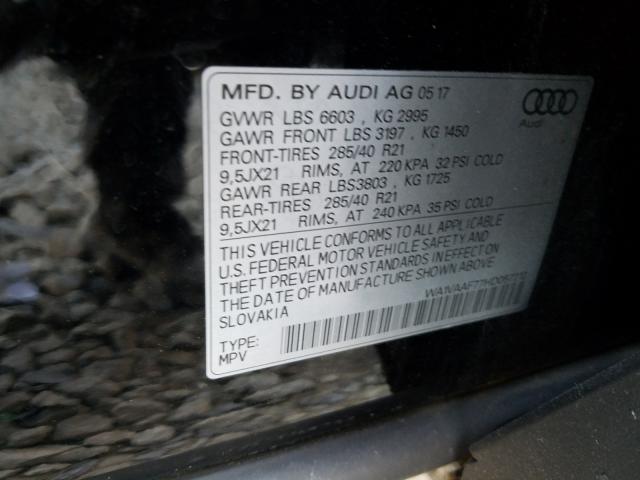 MFD. BY AUDI AG 05 17
GVWR LBS 6603 , KG 2995
GAWR FRONT LBS 3197 , KG 1450
FRONT-TIRES 285/40 R21
9,5JX21 RIMS, AT 220 KPA 32 PSI COLD
GAWR REAR LBS3803 , KG 1725
REAR-TIRES 285/40 R21
9,5JX21 RIMS, AT 240 KPA 35 PSI COLD
THIS VEHICLE CONFORMS TO ALL APPLICABLE
U.S. FEDERAL MOTOR VEHICLE SAFETY AND
THEFT PREVENTION STANDARDS IN EFFECT ON
THE DATE OF MANUFACTURE SHOWN ABOVE
SLOVAKIA
TYPE:
MPV
Audi